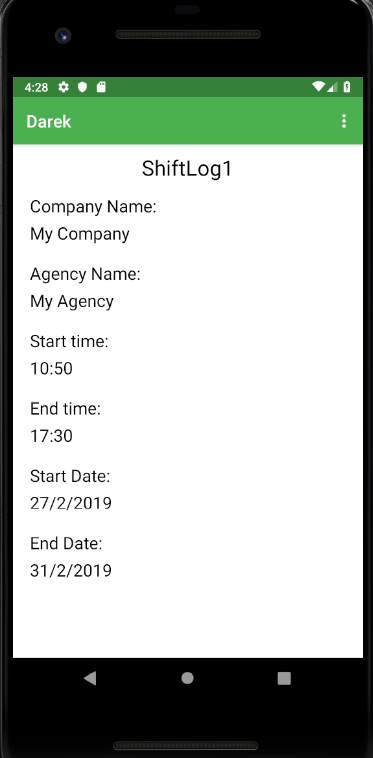 4:28
Darek
ShiftLog1
Company Name:
My Company
Agency Name:
My Agency
Start time:
10:50
End time:
17:30
Start Date:
27/2/2019
End Date:
31/2/2019